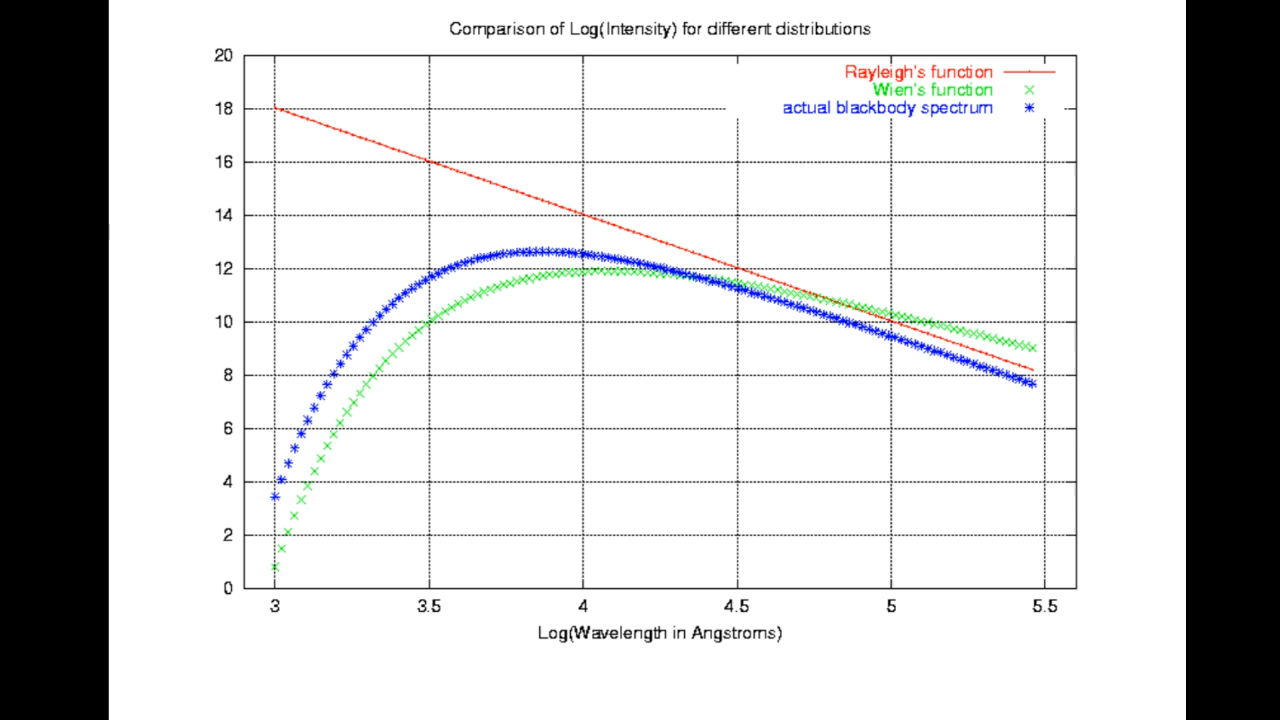 Comparison of Log(Intensity) for different distributions
20
18
16
14
12
10
8
6
4
2
0
Rayleigh's function
Wien's function
actual blackbody spectrum
3 3.5 4 4.5 5 5.5
Log(Wavelength in Angstroms)